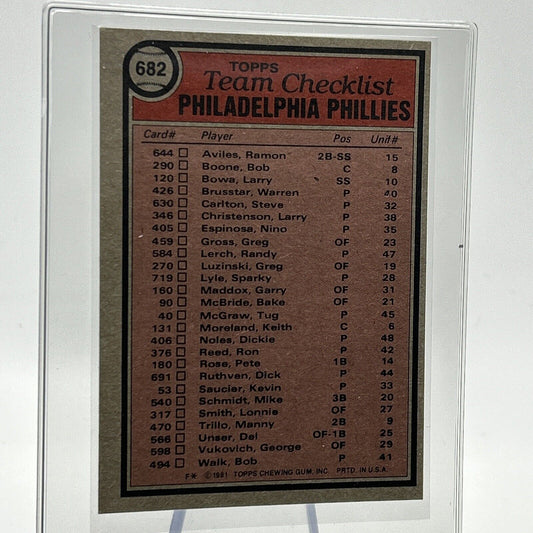 682
TOPPS
Team Checklist
PHILADELPHIA PHILLIES
Card# Player Pos Unif#
644 Aviles, Ramon 2B-SS 15
290 Boone, Bob C 8
120 Bowa, Larry SS 10
426 Brusstar, Warren P 40
630 Carlton, Steve P 32
346 Christenson, Larry P 38
405 Espinosa, Nino P 35
459 Gross, Greg OF 23
584 Lerch, Randy P 47
270 Luzinski, Greg OF 19
719 Lyle, Sparky P 28
160 Maddox, Garry OF 31
90 McBride, Bake OF 21
40 McGraw, Tug P 45
131 Moreland, Keith C 6
406 Noles, Dickie P 48
376 Reed, Ron P 42
180 Rose, Pete 1B 14
691 Ruthven, Dick P 44
53 Saucier, Kevin P 33
540 Schmidt, Mike 3B 20
317 Smith, Lonnie OF 27
470 Trillo, Manny 2B 9
566 Unser, Del OF-1B 25
598 Vukovich, George OF 29
494 Walk, Bob P 41
F* © 1981 TOPPS CHEWING GUM, INC. PRTD. IN U.S.A.